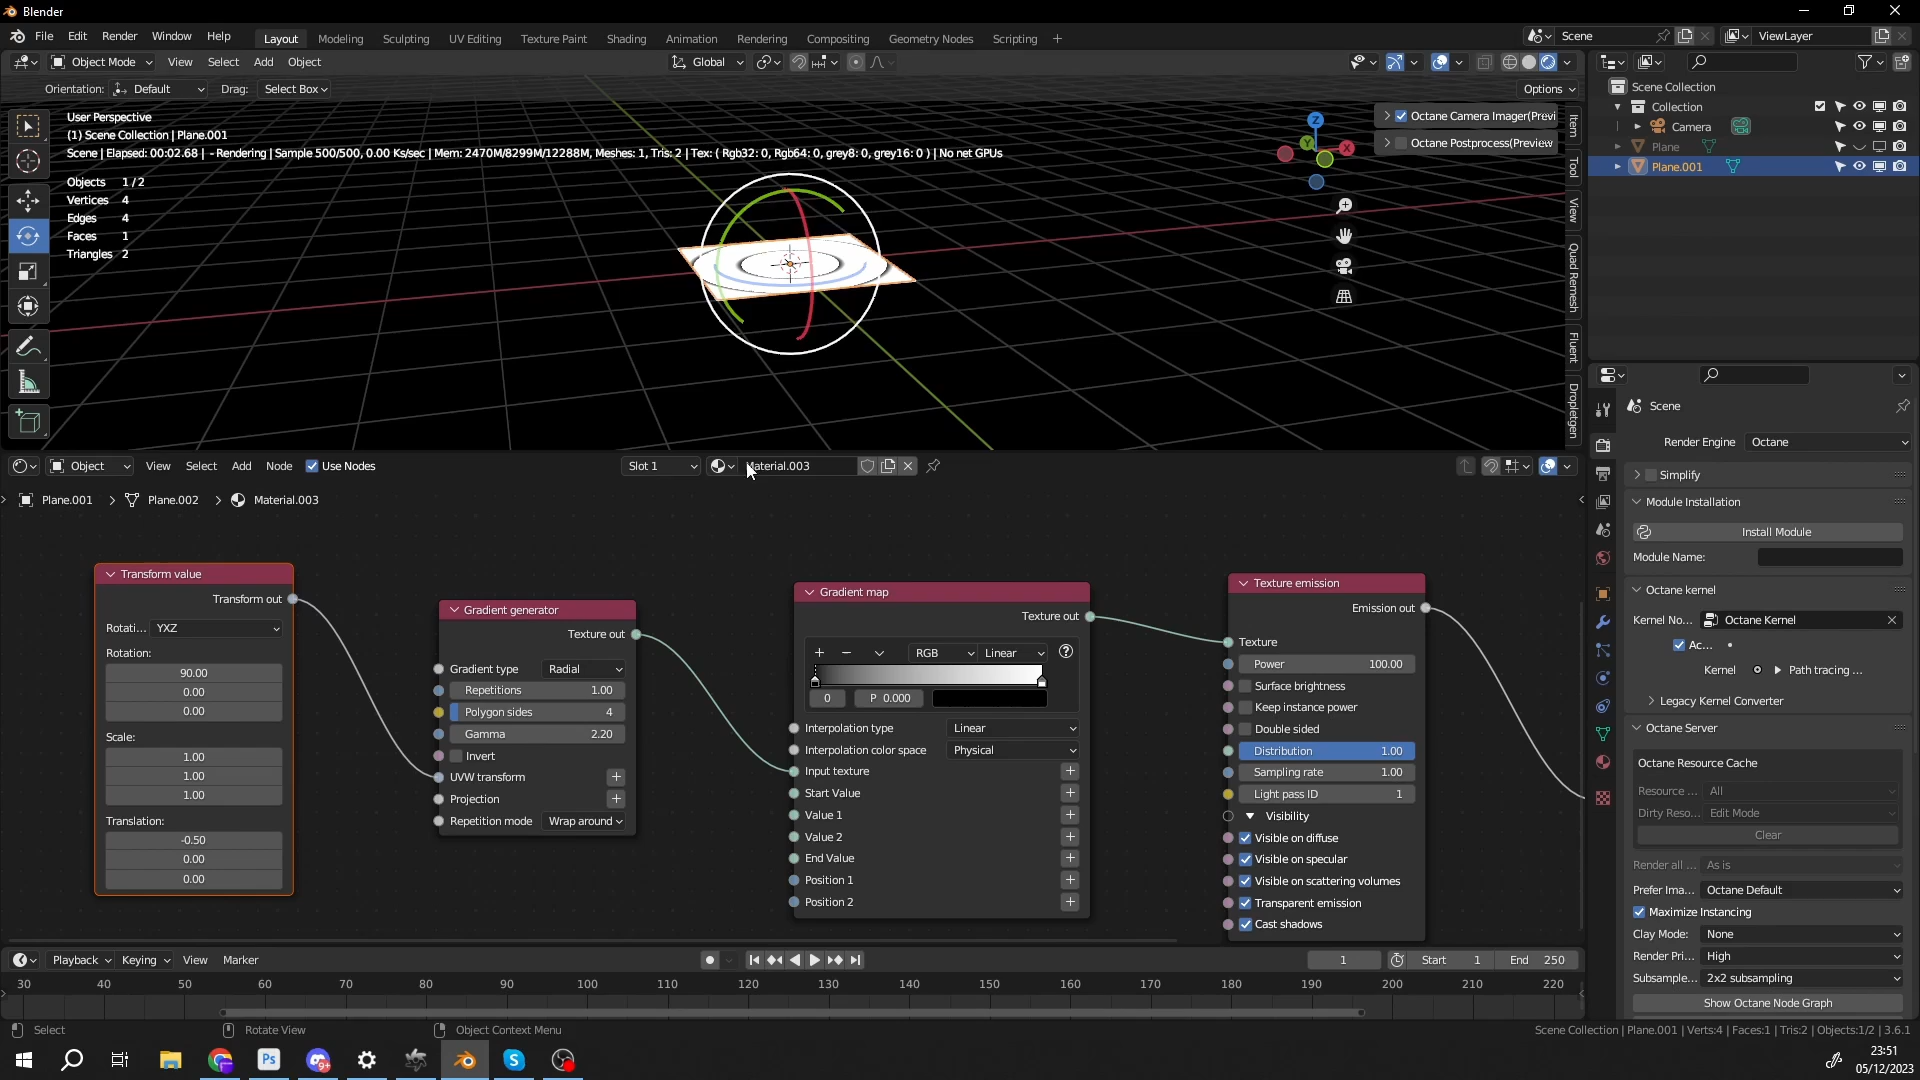 Blender
File Edit Render Window Help
Layout Modeling Sculpting UV Editing Texture Paint Shading Animation Rendering Compositing Geometry Nodes Scripting +
Scene
ViewLayer
Object Mode View Select Add Object
Global
Orientation: Default Drag: Select Box
Options
User Perspective
(1) Scene Collection | Plane.001
Scene | Elapsed: 00:02.68 | - Rendering | Sample 500/500, 0.00 Ks/sec | Mem: 2470M/8299M/12288M, Meshes: 1, Tris: 2 | Tex: ( Rgb32: 0, Rgb64: 0, grey8: 0, grey16: 0 ) | No net GPUs
Objects 1/2
Vertices 4
Edges 4
Faces 1
Triangles 2
Z
Y
X
Octane Camera Imager(Previ
Octane Postprocess(Preview
Item
Tool
View
Quad Remesh
Fluent
Dropletgen
Scene Collection
Collection
Camera
Plane
Plane.001
Object View Select Add Node Use Nodes
Slot 1
Material.003
Plane.001 > Plane.002 > Material.003
Transform value
Transform out
Rotati... YXZ
Rotation:
90.00
0.00
0.00
Scale:
1.00
1.00
1.00
Translation:
-0.50
0.00
0.00
Gradient generator
Texture out
Gradient type Radial
Repetitions 1.00
Polygon sides 4
Gamma 2.20
Invert
UVW transform
Projection
Repetition mode Wrap around
Gradient map
Texture out
RGB Linear
0 P 0.000
Interpolation type Linear
Interpolation color space Physical
Input texture
Start Value
Value 1
Value 2
End Value
Position 1
Position 2
Texture emission
Emission out
Texture
Power 100.00
Surface brightness
Keep instance power
Double sided
Distribution 1.00
Sampling rate 1.00
Light pass ID 1
Visibility
Visible on diffuse
Visible on specular
Visible on scattering volumes
Transparent emission
Cast shadows
Scene
Render Engine Octane
Simplify
Module Installation
Install Module
Module Name:
Octane kernel
Kernel No... Octane Kernel
Ac...
Kernel Path tracing ...
Legacy Kernel Converter
Octane Server
Octane Resource Cache
Resource ... All
Dirty Reso... Edit Mode
Clear
Render all ... As is
Prefer Ima... Octane Default
Maximize Instancing
Clay Mode: None
Render Pri... High
Subsample... 2x2 subsampling
Show Octane Node Graph
Playback Keying View Marker
1
Start 1 End 250
30 40 50 60 70 80 90 100 110 120 130 140 150 160 170 180 190 200 210 220
Select Rotate View Object Context Menu
Scene Collection | Plane.001 | Verts:4 | Faces:1 | Tris:2 | Objects:1/2 | 3.6.1
Ps
9+
S
23:51
05/12/2023